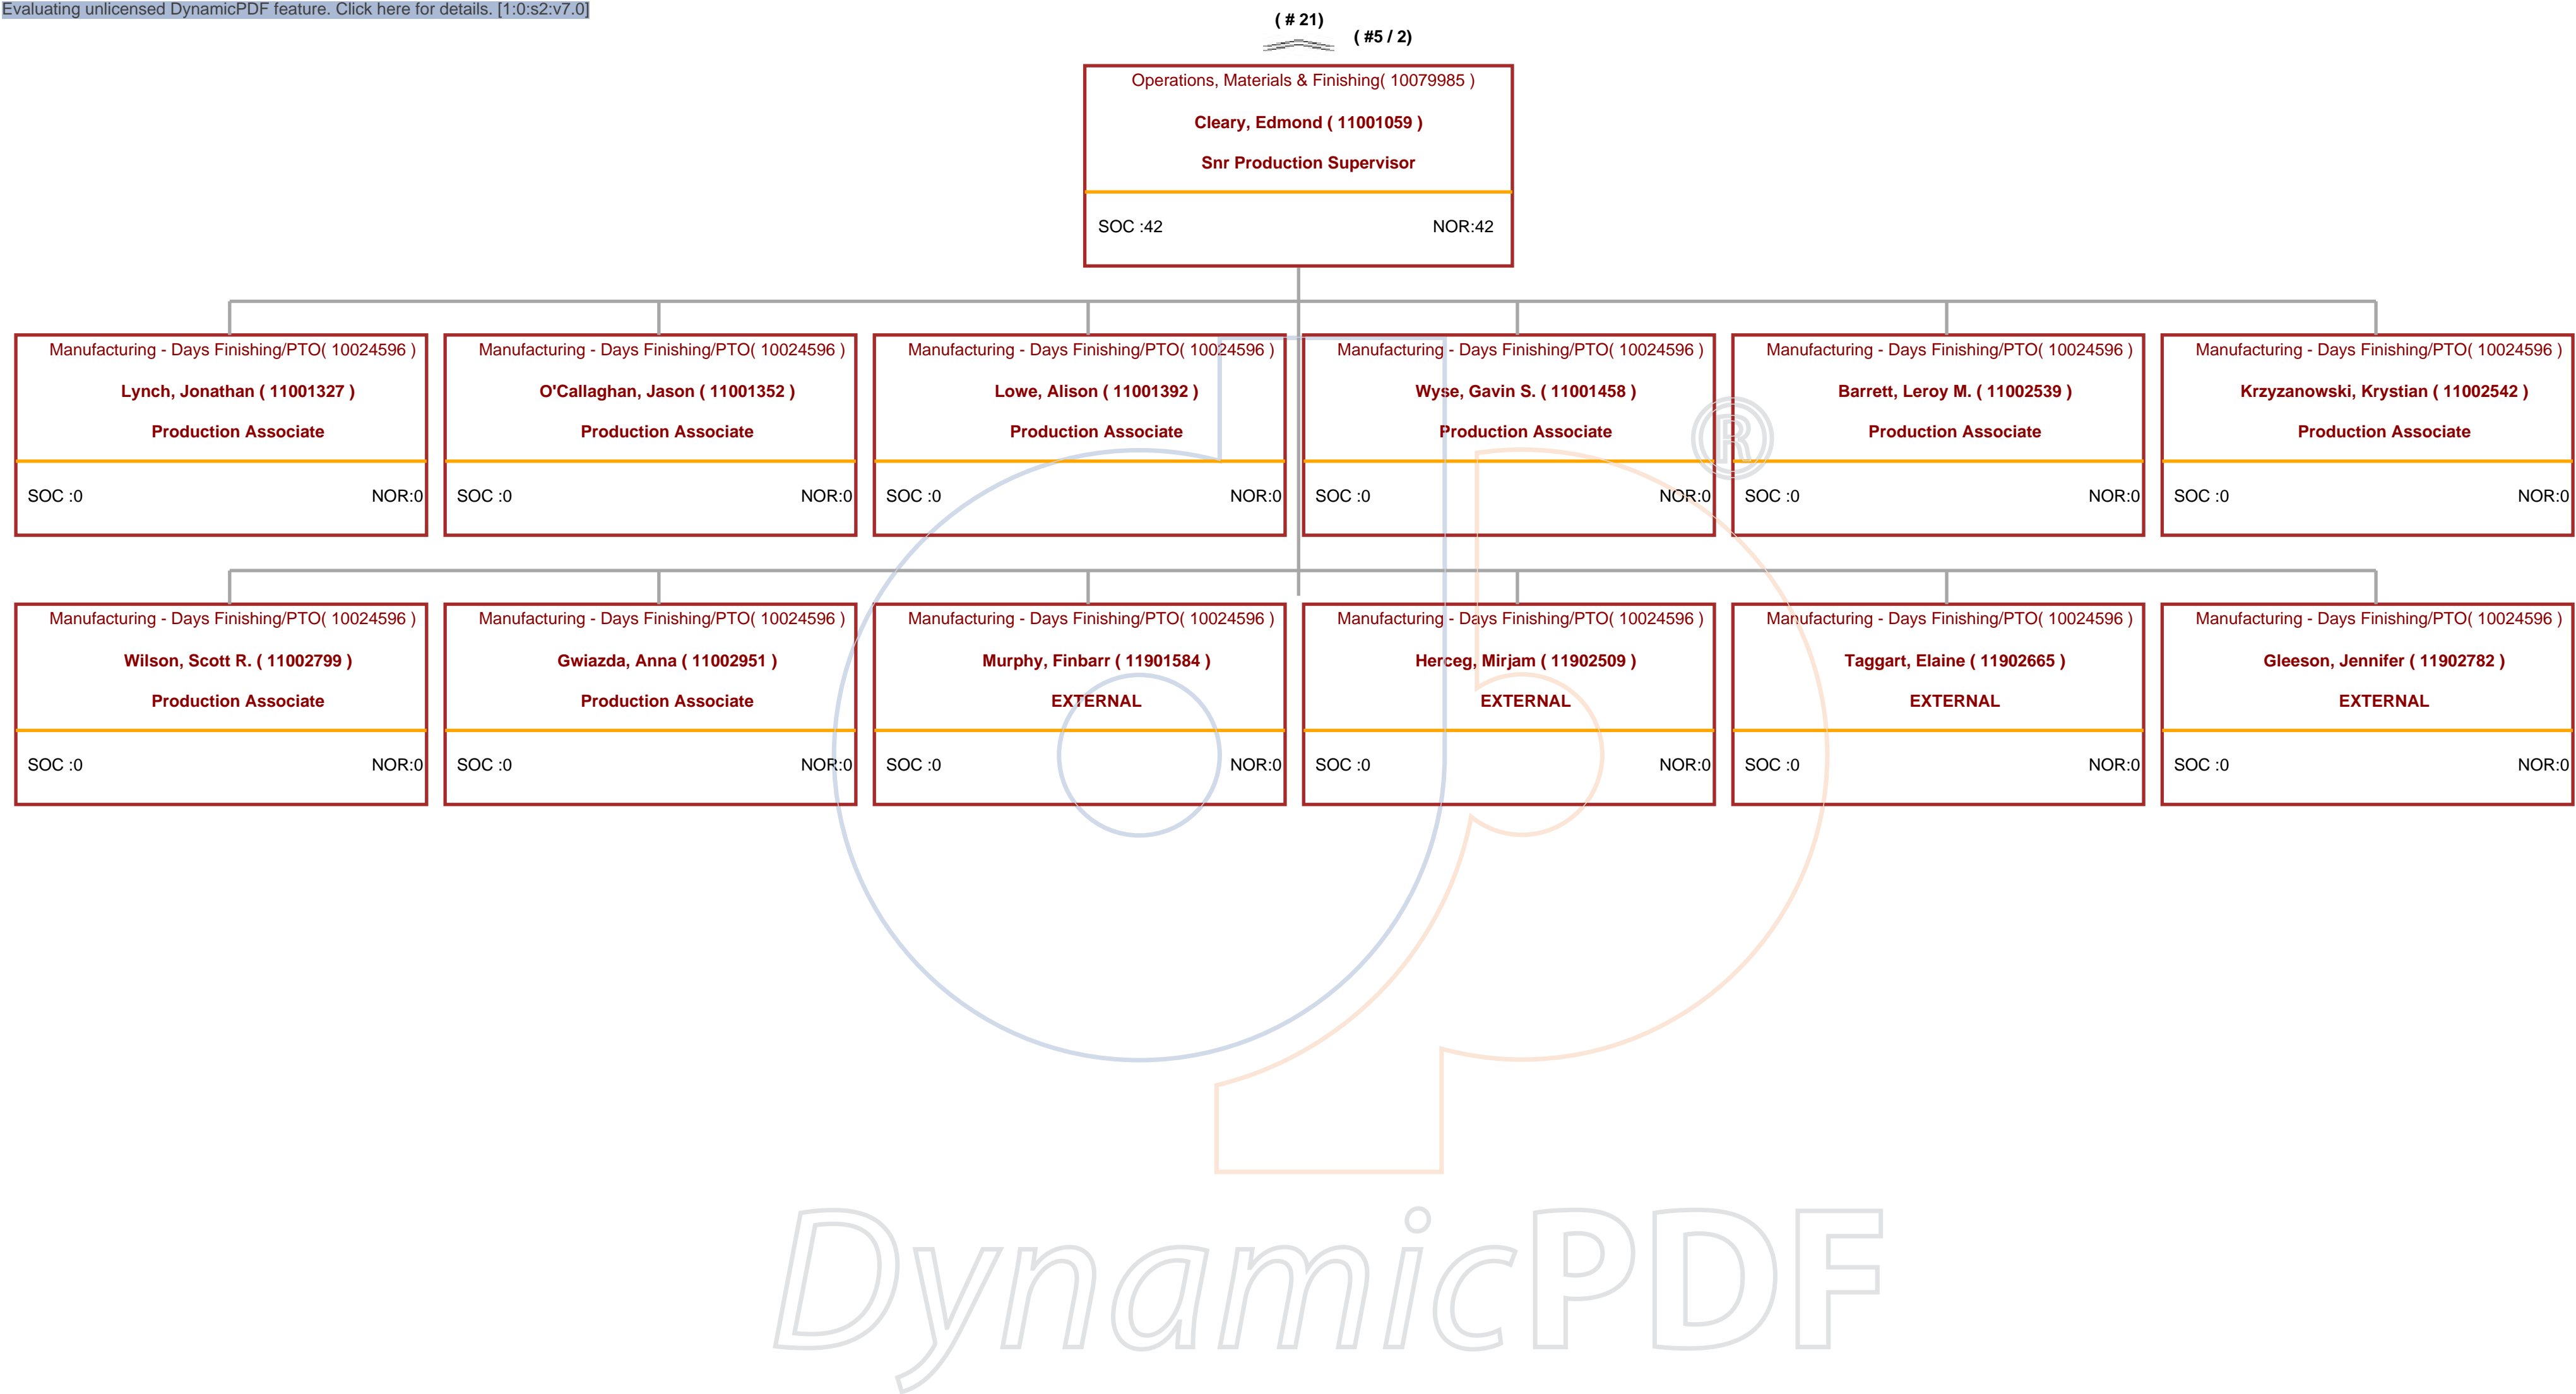 Evaluating unlicensed DynamicPDF feature. Click here for details. [1:0:s2:v7.0]
( # 21)
( #5 / 2)
Operations, Materials & Finishing( 10079985 )
Cleary, Edmond ( 11001059 )
Snr Production Supervisor
SOC :42 NOR:42
Manufacturing - Days Finishing/PTO( 10024596 )
Lynch, Jonathan ( 11001327 )
Production Associate
SOC :0 NOR:0
Manufacturing - Days Finishing/PTO( 10024596 )
O'Callaghan, Jason ( 11001352 )
Production Associate
SOC :0 NOR:0
Manufacturing - Days Finishing/PTO( 10024596 )
Lowe, Alison ( 11001392 )
Production Associate
SOC :0 NOR:0
Manufacturing - Days Finishing/PTO( 10024596 )
Wyse, Gavin S. ( 11001458 )
Production Associate
SOC :0 NOR:0
Manufacturing - Days Finishing/PTO( 10024596 )
Barrett, Leroy M. ( 11002539 )
Production Associate
SOC :0 NOR:0
Manufacturing - Days Finishing/PTO( 10024596 )
Krzyzanowski, Krystian ( 11002542 )
Production Associate
SOC :0 NOR:0
Manufacturing - Days Finishing/PTO( 10024596 )
Wilson, Scott R. ( 11002799 )
Production Associate
SOC :0 NOR:0
Manufacturing - Days Finishing/PTO( 10024596 )
Gwiazda, Anna ( 11002951 )
Production Associate
SOC :0 NOR:0
Manufacturing - Days Finishing/PTO( 10024596 )
Murphy, Finbarr ( 11901584 )
EXTERNAL
SOC :0 NOR:0
Manufacturing - Days Finishing/PTO( 10024596 )
Herceg, Mirjam ( 11902509 )
EXTERNAL
SOC :0 NOR:0
Manufacturing - Days Finishing/PTO( 10024596 )
Taggart, Elaine ( 11902665 )
EXTERNAL
SOC :0 NOR:0
Manufacturing - Days Finishing/PTO( 10024596 )
Gleeson, Jennifer ( 11902782 )
EXTERNAL
SOC :0 NOR:0
®
DynamicPDF